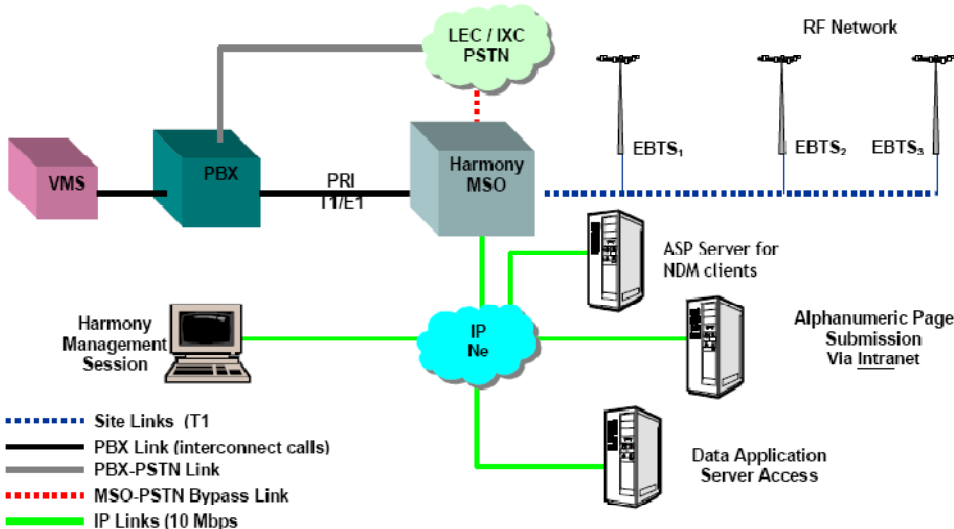 LEC / IXC
PSTN
RF Network
EBTS1
EBTS2
EBTS3
VMS
PBX
PRI
T1/E1
Harmony
MSO
ASP Server for
NDM clients
Harmony
Management
Session
IP
Ne
Alphanumeric Page
Submission
Via Intranet
Data Application
Server Access
Site Links (T1
PBX Link (interconnect calls)
PBX-PSTN Link
MSO-PSTN Bypass Link
IP Links (10 Mbps